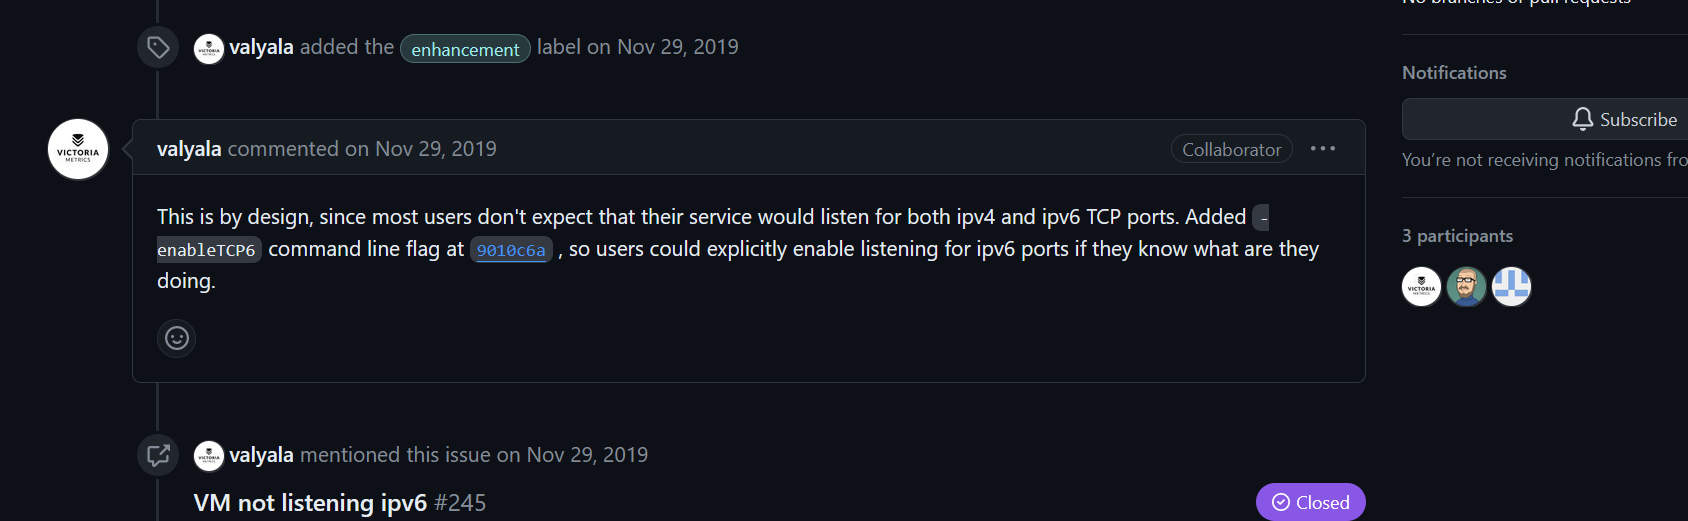 No branches or pull requests
valyala added the enhancement label on Nov 29, 2019
Notifications
Subscribe
You're not receiving notifications fro
VICTORIA
METRICS
valyala commented on Nov 29, 2019
Collaborator
This is by design, since most users don't expect that their service would listen for both ipv4 and ipv6 TCP ports. Added -
enableTCP6 command line flag at 9010c6a , so users could explicitly enable listening for ipv6 ports if they know what are they
doing.
3 participants
valyala mentioned this issue on Nov 29, 2019
VM not listening ipv6 #245
Closed